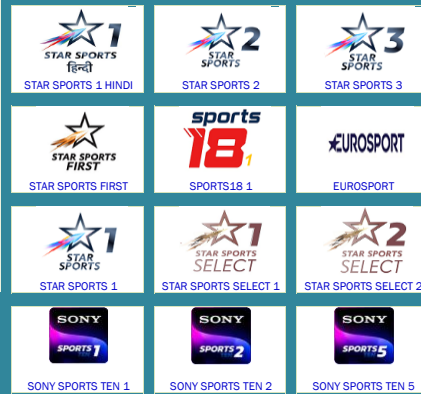 1
STAR SPORTS
हिन्दी
STAR SPORTS 1 HINDI
2
STAR
SPORTS
STAR SPORTS 2
3
STAR
SPORTS
STAR SPORTS 3
STAR SPORTS
FIRST
STAR SPORTS FIRST
sports
18
1
SPORTS18 1
EUROSPORT
EUROSPORT
1
STAR
SPORTS
STAR SPORTS 1
1
STAR SPORTS
SELECT
STAR SPORTS SELECT 1
2
STAR SPORTS
SELECT
STAR SPORTS SELECT 2
SONY
SPORTS TEN 1
SONY SPORTS TEN 1
SONY
SPORTS TEN 2
SONY SPORTS TEN 2
SONY
SPORTS TEN 5
SONY SPORTS TEN 5